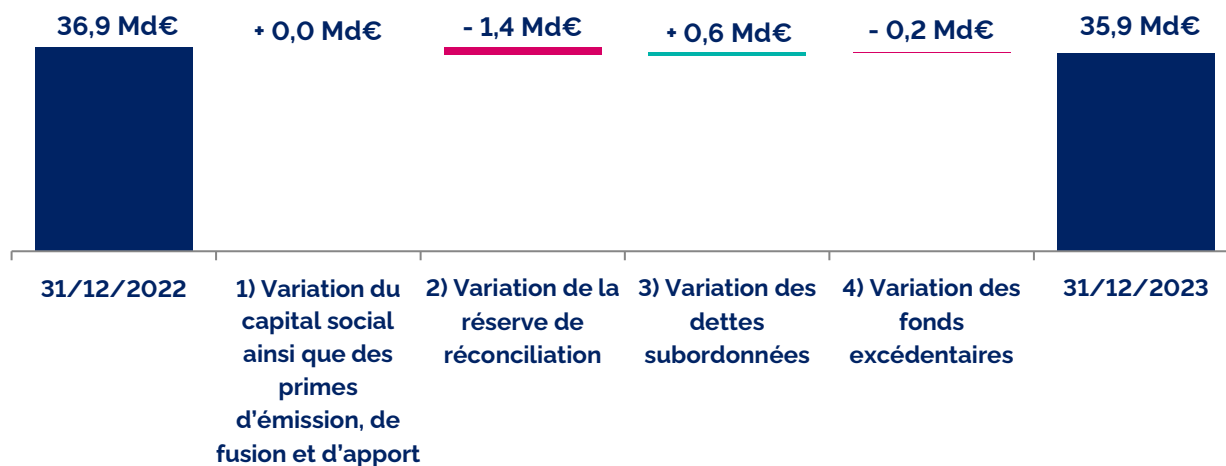 36,9 Md€
+ 0,0 Md€
- 1,4 Md€
+ 0,6 Md€
- 0,2 Md€
35,9 Md€
31/12/2022
1) Variation du
capital social
ainsi que des
primes
d'émission, de
fusion et d'apport
2) Variation de la
réserve de
réconciliation
3) Variation des
dettes
subordonnées
4) Variation des
fonds
excédentaires
31/12/2023